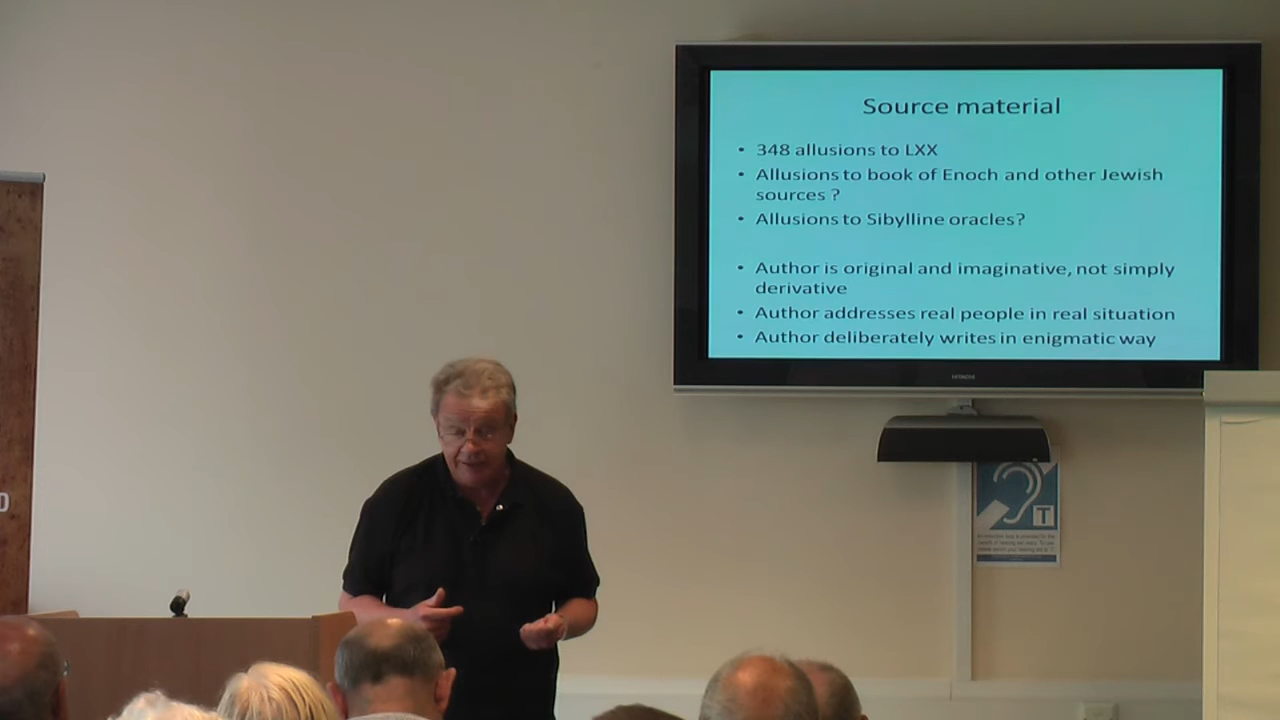 Source material
• 348 allusions to LXX
• Allusions to book of Enoch and other Jewish
sources ?
• Allusions to Sibylline oracles?
• Author is original and imaginative, not simply
derivative
• Author addresses real people in real situation
• Author deliberately writes in enigmatic way
HITACHI
T
D